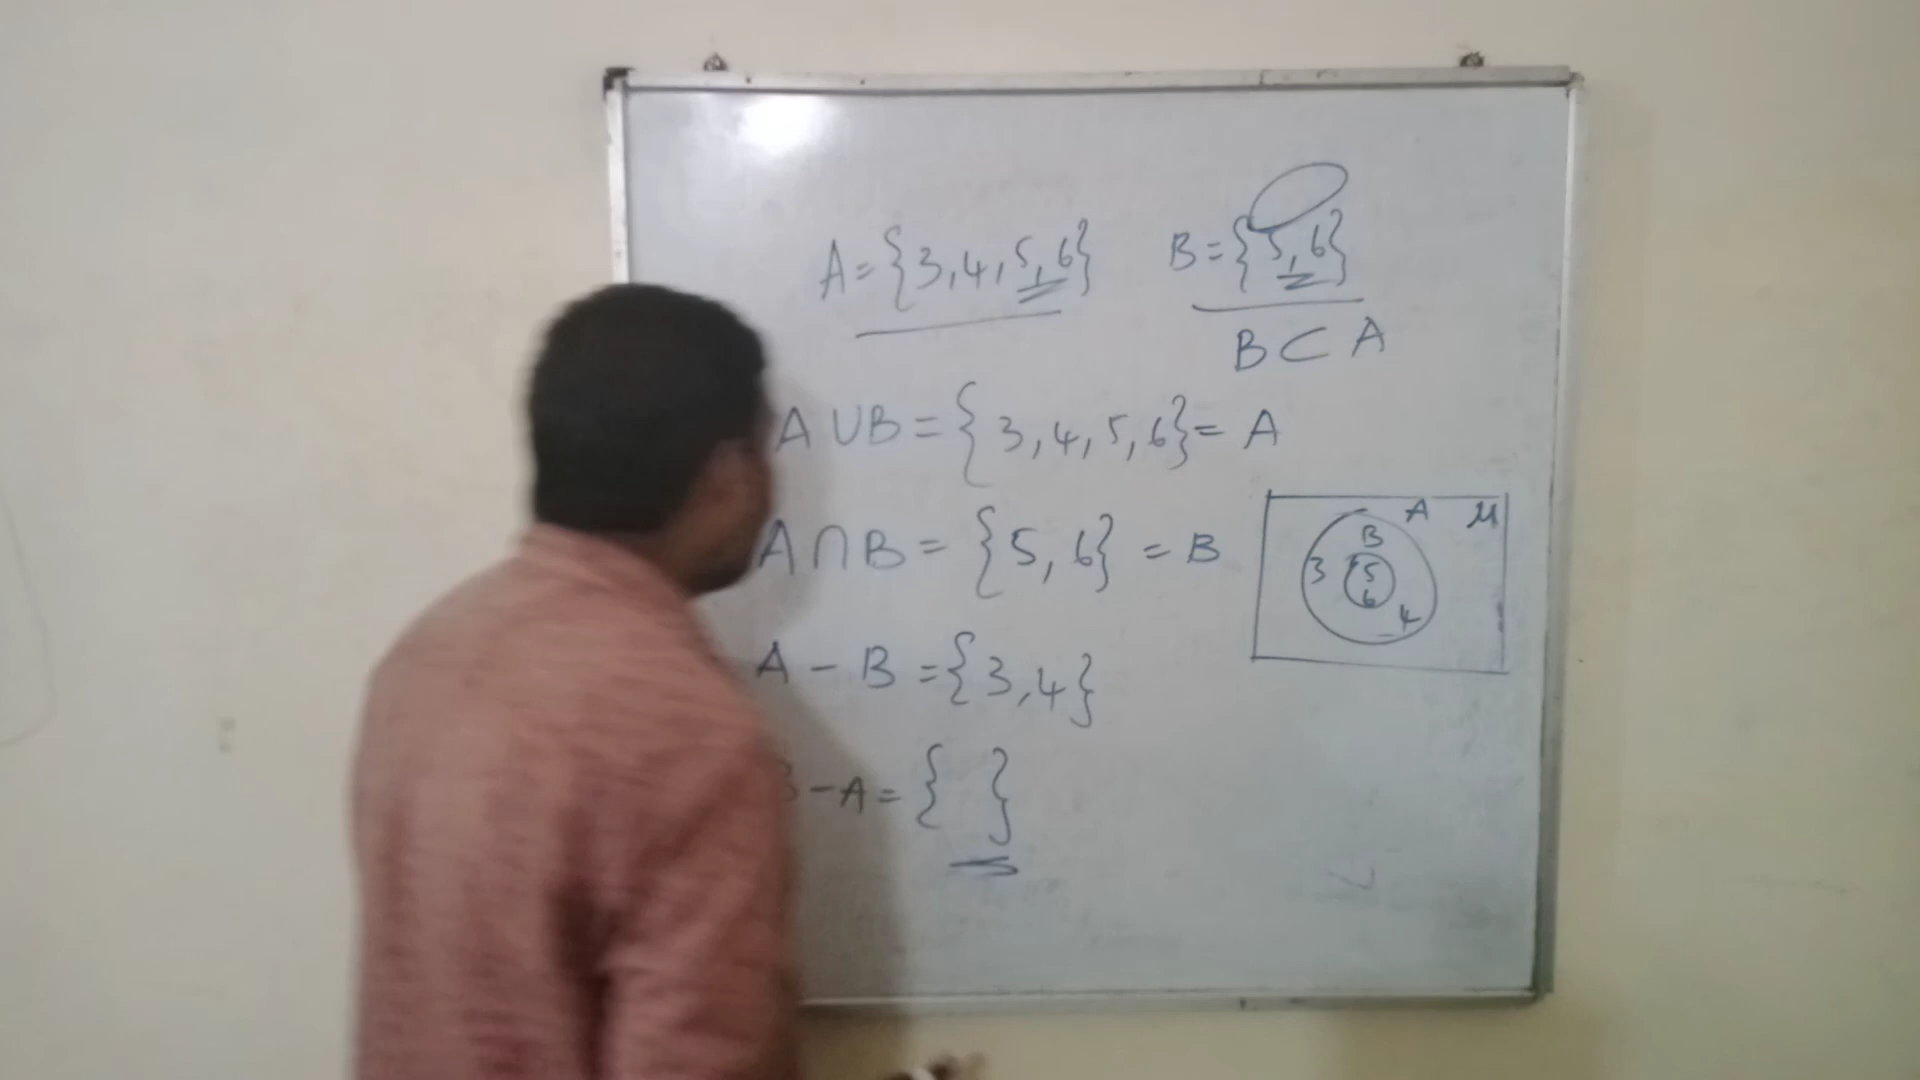 A={3,4,5,6} B={5,6}
B⊂A
A∪B={3,4,5,6}=A
A∩B={5,6}=B
A μ
B
3 5
6
4
A-B={3,4}
B-A={ }